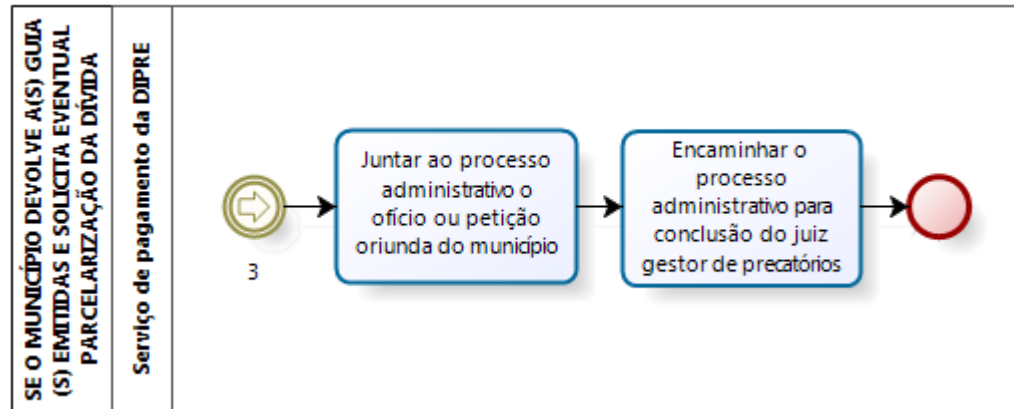 SE O MUNICÍPIO DEVOLVE A(S) GUIA
(S) EMITIDAS E SOLICITA EVENTUAL
PARCELARIZAÇÃO DA DÍVIDA
Serviço de pagamento da DIPRE
3
Juntar ao processo
administrativo o
ofício ou petição
oriunda do município
Encaminhar o
processo
administrativo para
conclusão do juiz
gestor de precatórios